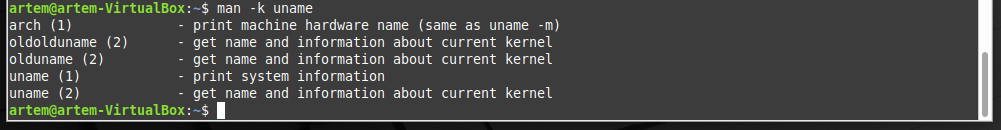 artem@artem-VirtualBox:~$ man -k uname
arch (1)             - print machine hardware name (same as uname -m)
oldolduname (2)      - get name and information about current kernel
olduname (2)         - get name and information about current kernel
uname (1)            - print system information
uname (2)            - get name and information about current kernel
artem@artem-VirtualBox:~$